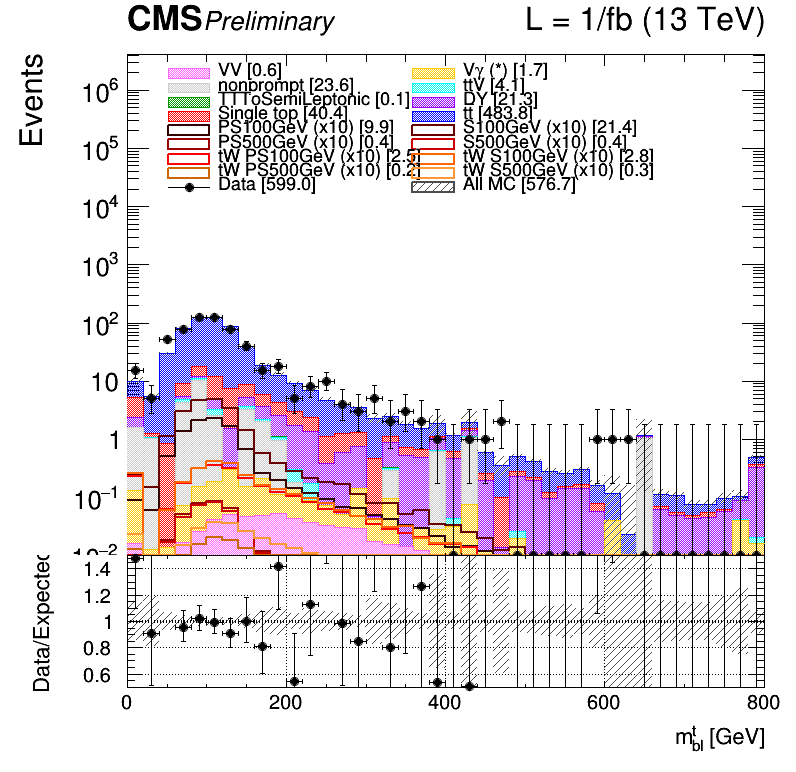 CMS Preliminary L = 1/fb (13 TeV)
Events
VV [0.6] Vγ (*) [1.7]
nonprompt [23.6] ttV [4.1]
TTToSemiLeptonic [0.1] DY [21.3]
Single top [40.4] tt [483.8]
PS100GeV (x10) [9.9] S100GeV (x10) [21.4]
PS500GeV (x10) [0.4] S500GeV (x10) [0.4]
tW PS100GeV (x10) [2.5] tW S100GeV (x10) [2.8]
tW PS500GeV (x10) [0.2] tW S500GeV (x10) [0.3]
Data [599.0] All MC [576.7]
10⁶
10⁵
10⁴
10³
10²
10
1
10⁻¹
10⁻²
Data/Expected
1.4
1.2
1
0.8
0.6
0 200 400 600 800
m^t_bl [GeV]